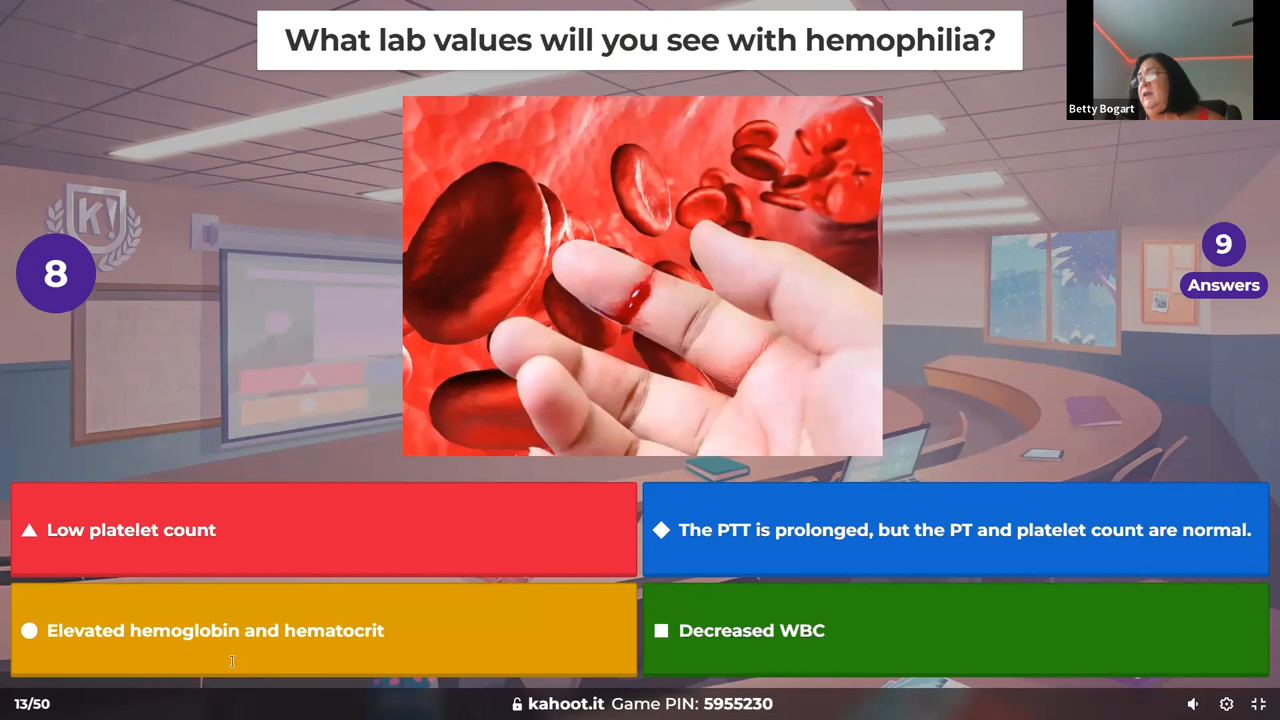 What lab values will you see with hemophilia?
Betty Bogart
K!
8
9
Answers
Low platelet count
The PTT is prolonged, but the PT and platelet count are normal.
Elevated hemoglobin and hematocrit
Decreased WBC
13/50
kahoot.it Game PIN: 5955230